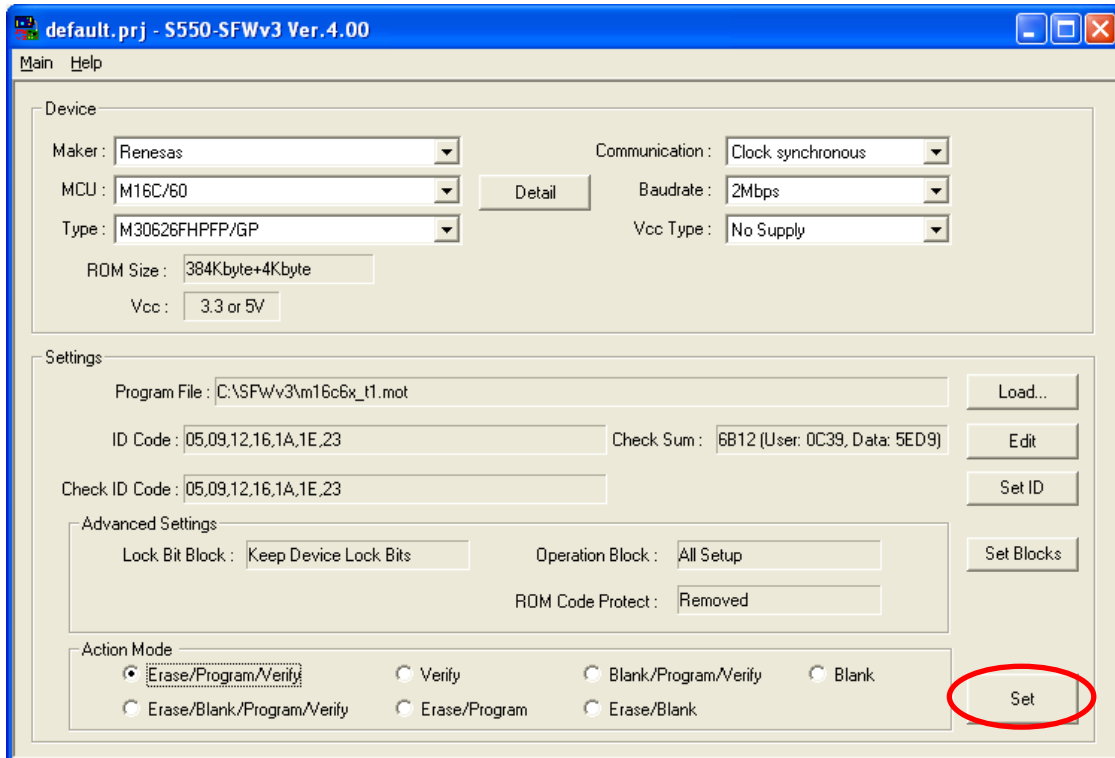 default.prj - S550-SFWv3 Ver.4.00
Main Help
Device
Maker : Renesas Communication : Clock synchronous
MCU : M16C/60 Detail Baudrate : 2Mbps
Type : M30626FHPFP/GP Vcc Type : No Supply
ROM Size : 384Kbyte+4Kbyte
Vcc : 3.3 or 5V
Settings
Program File : C:\SFWv3\m16c6x_t1.mot Load...
ID Code : 05,09,12,16,1A,1E,23 Check Sum : 6B12 (User: 0C39, Data: 5ED9) Edit
Check ID Code : 05,09,12,16,1A,1E,23 Set ID
Advanced Settings
Lock Bit Block : Keep Device Lock Bits Operation Block : All Setup Set Blocks
ROM Code Protect : Removed
Action Mode
Erase/Program/Verify Verify Blank/Program/Verify Blank
Erase/Blank/Program/Verify Erase/Program Erase/Blank Set